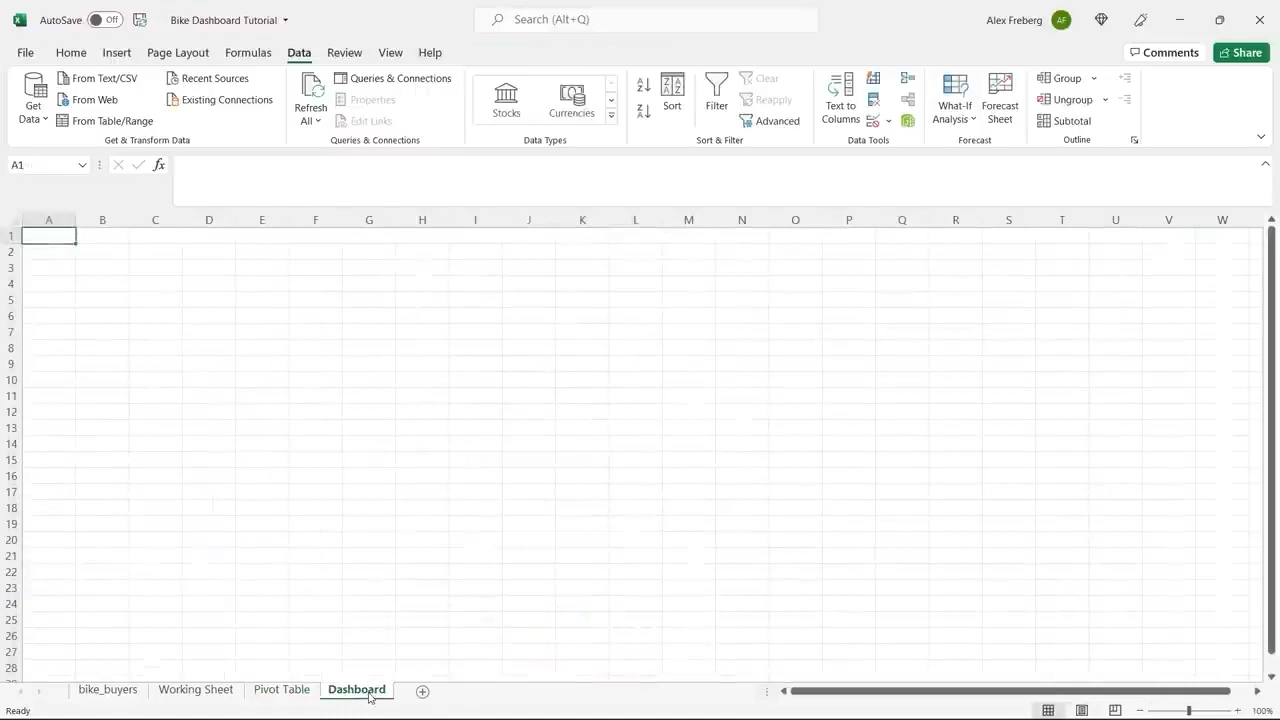 AutoSave Off Bike Dashboard Tutorial Search (Alt+Q) Alex Freberg AF
File Home Insert Page Layout Formulas Data Review View Help Comments Share
Get Data
From Text/CSV
From Web
From Table/Range
Recent Sources
Existing Connections
Get & Transform Data
Refresh All
Queries & Connections
Properties
Edit Links
Queries & Connections
Stocks Currencies
Data Types
Sort
Filter
Clear
Reapply
Advanced
Sort & Filter
Text to Columns
Data Tools
What-If Analysis
Forecast Sheet
Forecast
Group
Ungroup
Subtotal
Outline
A1 fx
A B C D E F G H I J K L M N O P Q R S T U V W
1
2
3
4
5
6
7
8
9
10
11
12
13
14
15
16
17
18
19
20
21
22
23
24
25
26
27
28
bike_buyers Working Sheet Pivot Table Dashboard
Ready 100%